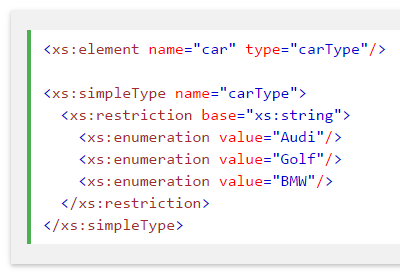 <xs:element name="car" type="carType"/>

<xs:simpleType name="carType">
  <xs:restriction base="xs:string">
    <xs:enumeration value="Audi"/>
    <xs:enumeration value="Golf"/>
    <xs:enumeration value="BMW"/>
  </xs:restriction>
</xs:simpleType>